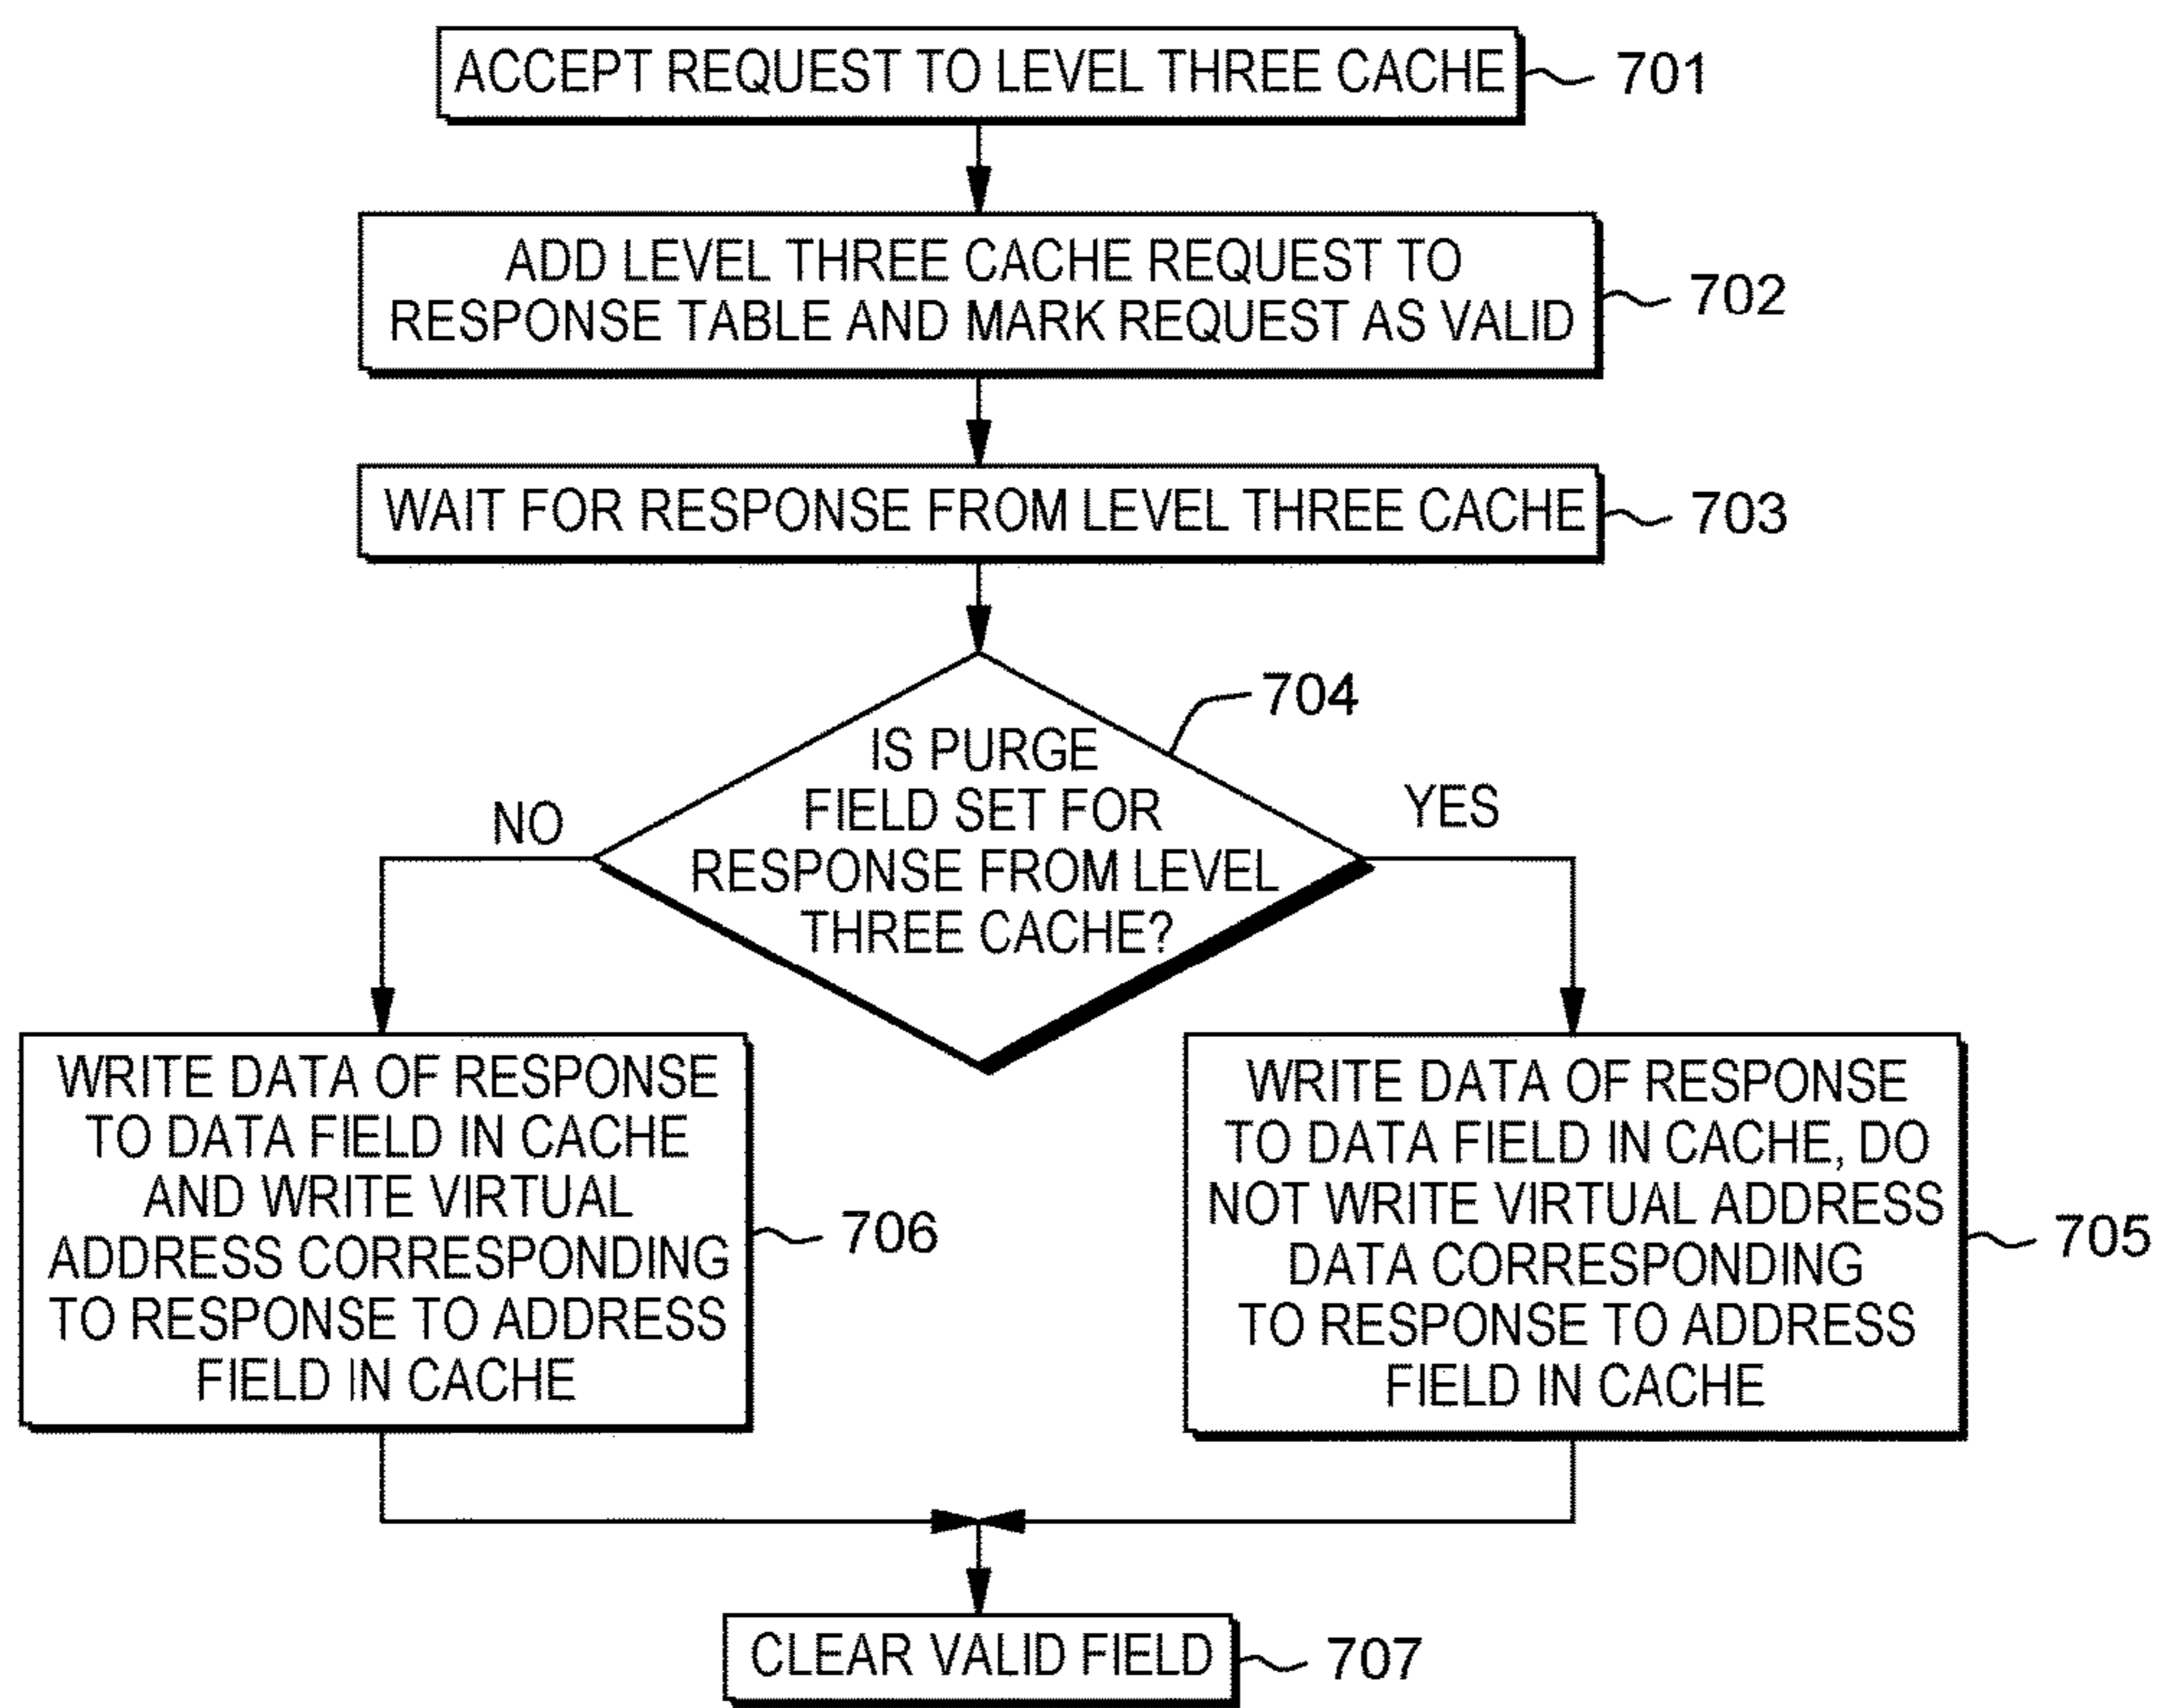 ACCEPT REQUEST TO LEVEL THREE CACHE
701
ADD LEVEL THREE CACHE REQUEST TO
RESPONSE TABLE AND MARK REQUEST AS VALID
702
WAIT FOR RESPONSE FROM LEVEL THREE CACHE
703
704
IS PURGE
FIELD SET FOR
RESPONSE FROM LEVEL
THREE CACHE?
NO
YES
WRITE DATA OF RESPONSE
TO DATA FIELD IN CACHE
AND WRITE VIRTUAL
ADDRESS CORRESPONDING
TO RESPONSE TO ADDRESS
FIELD IN CACHE
706
WRITE DATA OF RESPONSE
TO DATA FIELD IN CACHE, DO
NOT WRITE VIRTUAL ADDRESS
DATA CORRESPONDING
TO RESPONSE TO ADDRESS
FIELD IN CACHE
705
CLEAR VALID FIELD
707